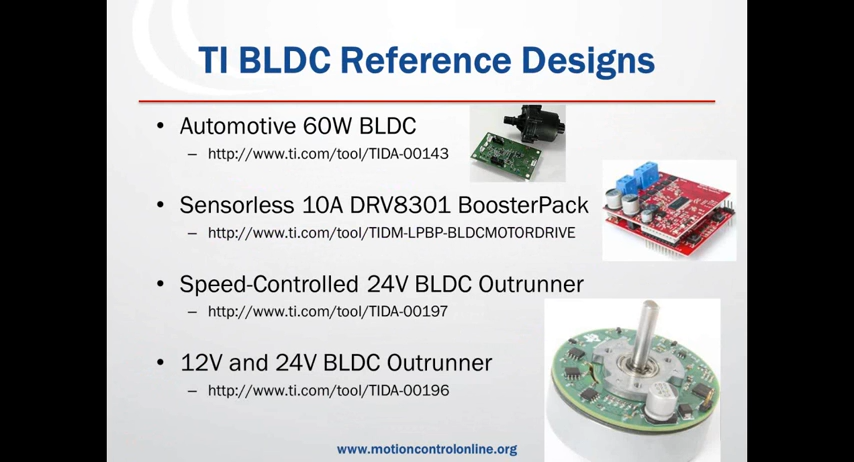 TI BLDC Reference Designs
• Automotive 60W BLDC
– http://www.ti.com/tool/TIDA-00143
• Sensorless 10A DRV8301 BoosterPack
– http://www.ti.com/tool/TIDM-LPBP-BLDCMOTORDRIVE
• Speed-Controlled 24V BLDC Outrunner
– http://www.ti.com/tool/TIDA-00197
• 12V and 24V BLDC Outrunner
– http://www.ti.com/tool/TIDA-00196
www.motioncontrolonline.org